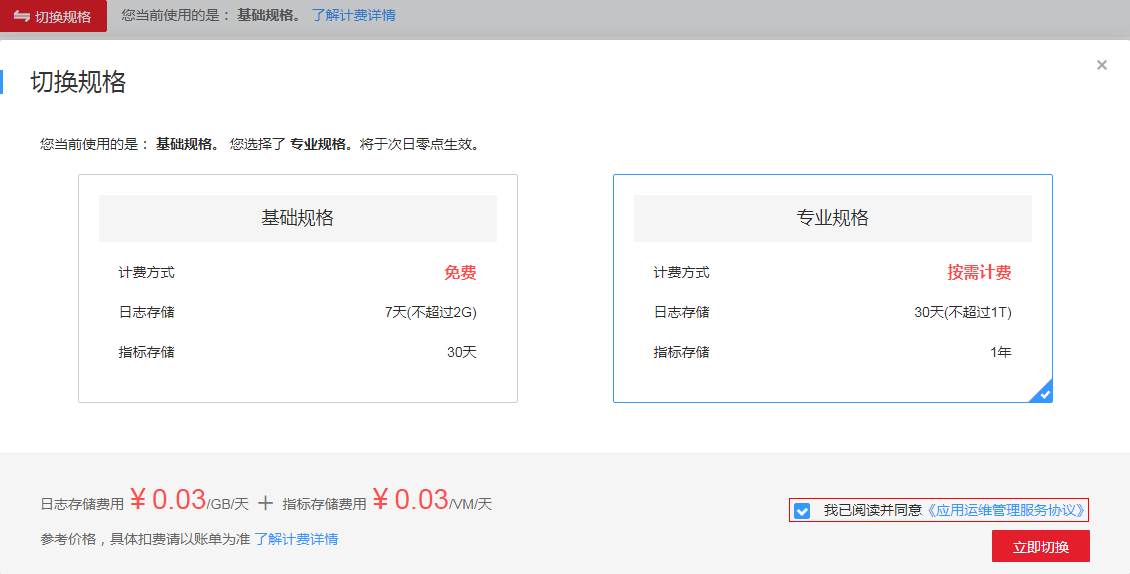 切换规格 您当前使用的是： 基础规格。 了解计费详情
切换规格
您当前使用的是： 基础规格。 您选择了 专业规格。将于次日零点生效。
基础规格
计费方式 免费
日志存储 7天(不超过2G)
指标存储 30天
专业规格
计费方式 按需计费
日志存储 30天(不超过1T)
指标存储 1年
日志存储费用 ¥ 0.03/GB/天 + 指标存储费用 ¥ 0.03/VM/天
参考价格，具体扣费请以账单为准 了解计费详情
我已阅读并同意《应用运维管理服务协议》
立即切换